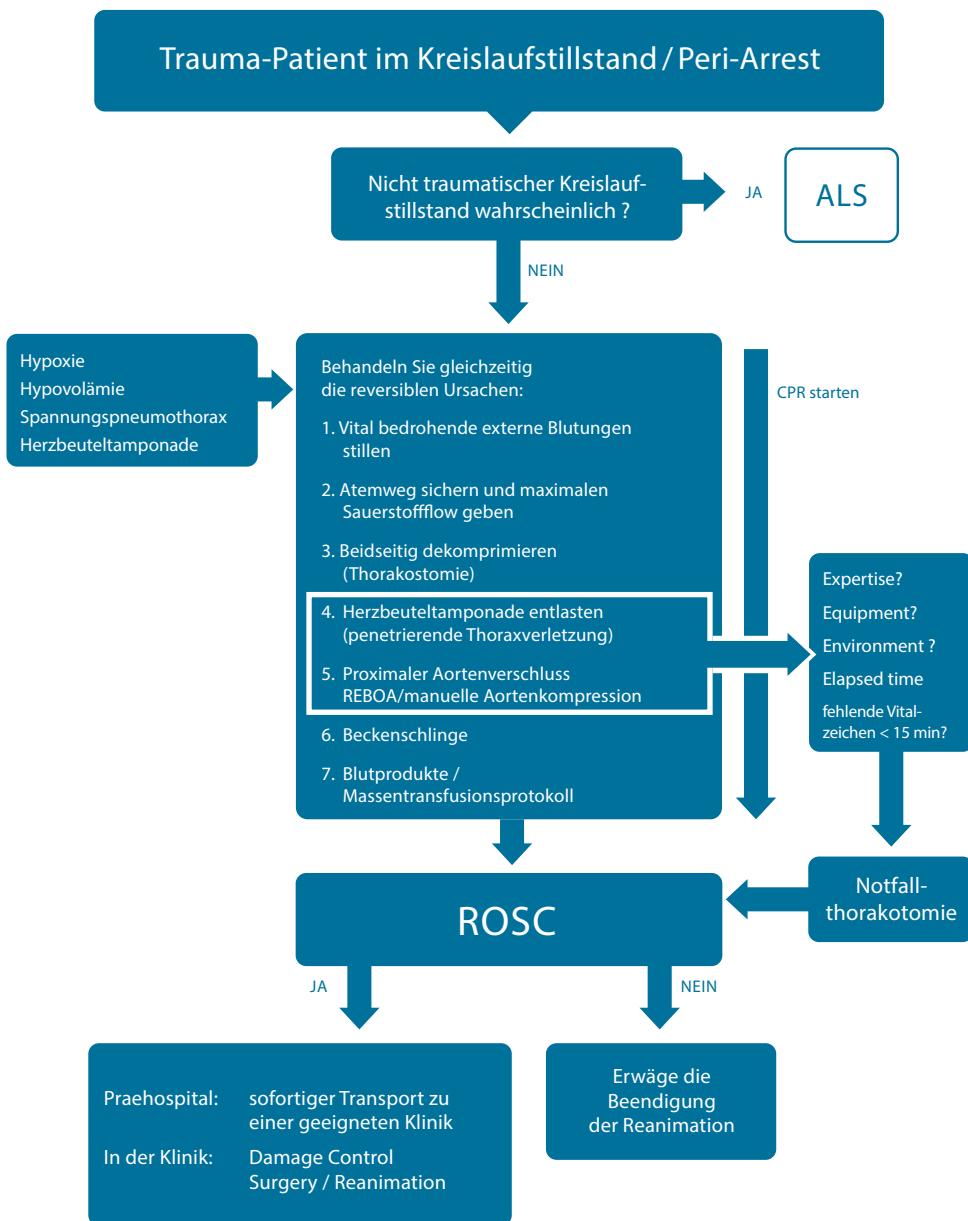 Trauma-Patient im Kreislaufstillstand / Peri-Arrest
Nicht traumatischer Kreislauf-
stillstand wahrscheinlich ?
JA
ALS
NEIN
Hypoxie
Hypovolämie
Spannungspneumothorax
Herzbeuteltamponade
Behandeln Sie gleichzeitig
die reversiblen Ursachen:
1. Vital bedrohende externe Blutungen
stillen
2. Atemweg sichern und maximalen
Sauerstoffflow geben
3. Beidseitig dekomprimieren
(Thorakostomie)
4. Herzbeuteltamponade entlasten
(penetrierende Thoraxverletzung)
5. Proximaler Aortenverschluss
REBOA/manuelle Aortenkompression
6. Beckenschlinge
7. Blutprodukte /
Massentransfusionsprotokoll
CPR starten
Expertise?
Equipment?
Environment ?
Elapsed time
fehlende Vital-
zeichen < 15 min?
Notfall-
thorakotomie
ROSC
JA
NEIN
Praehospital: sofortiger Transport zu
einer geeigneten Klinik
In der Klinik: Damage Control
Surgery / Reanimation
Erwäge die
Beendigung
der Reanimation